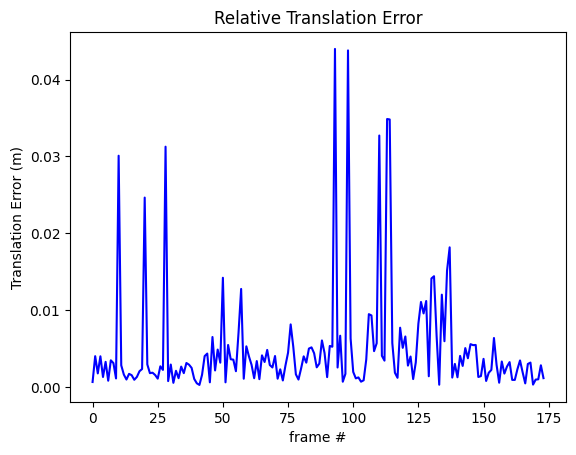 Relative Translation Error
Translation Error (m)
0.04
0.03
0.02
0.01
0.00
0 25 50 75 100 125 150 175
frame #